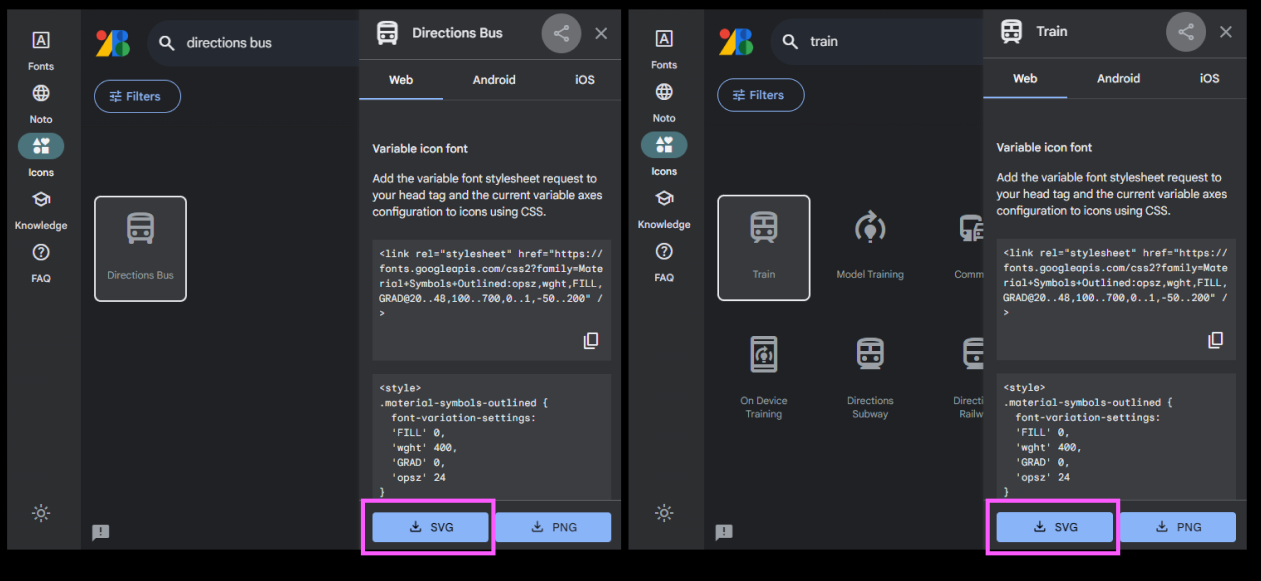 Fonts
Noto
Icons
Knowledge
FAQ
directions bus
Filters
Directions Bus
Directions Bus
Web Android iOS
Variable icon font
Add the variable font stylesheet request to
your head tag and the current variable axes
configuration to icons using CSS.
<link rel="stylesheet" href="https://
fonts.googleapis.com/css2?family=Mate
rial+Symbols+Outlined:opsz,wght,FILL,
GRAD@20..48,100..700,0..1,-50..200" /
>
<style>
.material-symbols-outlined {
font-variation-settings:
'FILL' 0,
'wght' 400,
'GRAD' 0,
'opsz' 24
}
SVG PNG
Fonts
Noto
Icons
Knowledge
FAQ
train
Filters
Train
Model Training
Comm
On Device
Training
Directions
Subway
Directi
Railw
Train
Web Android iOS
Variable icon font
Add the variable font stylesheet request to
your head tag and the current variable axes
configuration to icons using CSS.
<link rel="stylesheet" href="https://
fonts.googleapis.com/css2?family=Mate
rial+Symbols+Outlined:opsz,wght,FILL,
GRAD@20..48,100..700,0..1,-50..200" /
>
<style>
.material-symbols-outlined {
font-variation-settings:
'FILL' 0,
'wght' 400,
'GRAD' 0,
'opsz' 24
}
SVG PNG